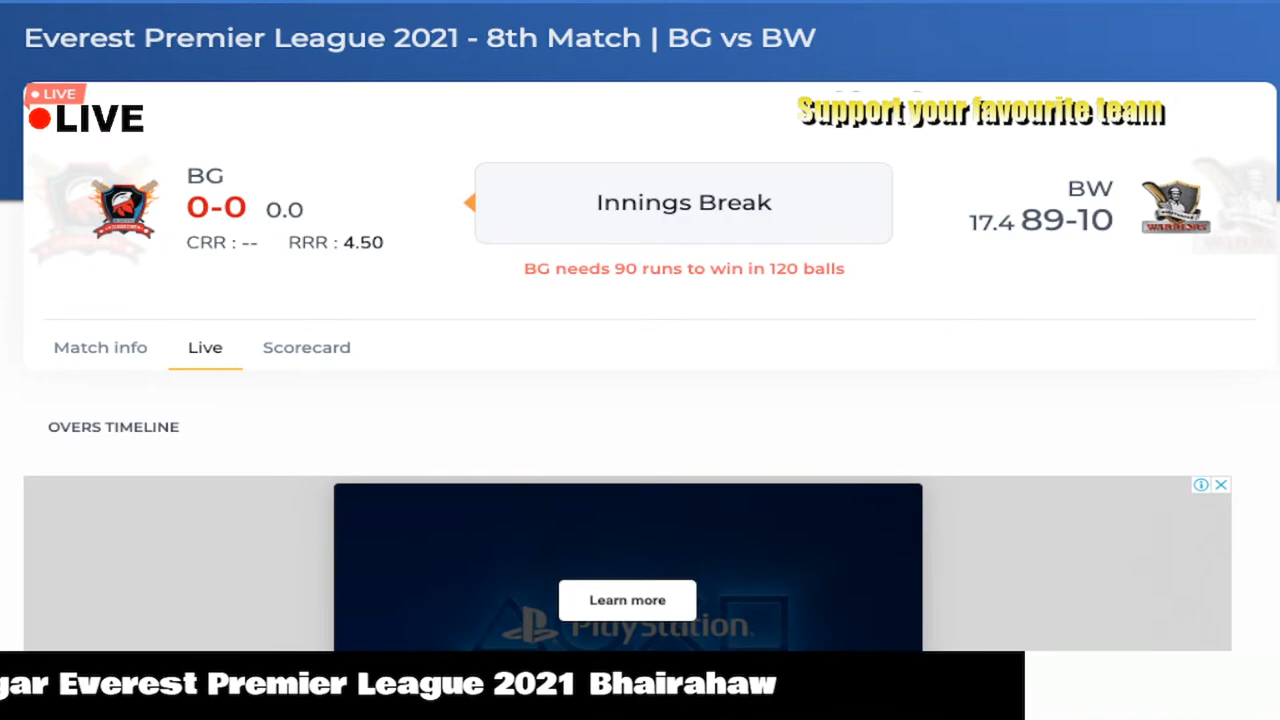 Everest Premier League 2021 - 8th Match | BG vs BW
LIVE
LIVE
Support your favourite team
BG
0-0 0.0
CRR : -- RRR : 4.50
Innings Break
BG needs 90 runs to win in 120 balls
BW
17.4 89-10
WARRIORS
Match info Live Scorecard
OVERS TIMELINE
Learn more
PlayStation.
gar Everest Premier League 2021 Bhairahaw